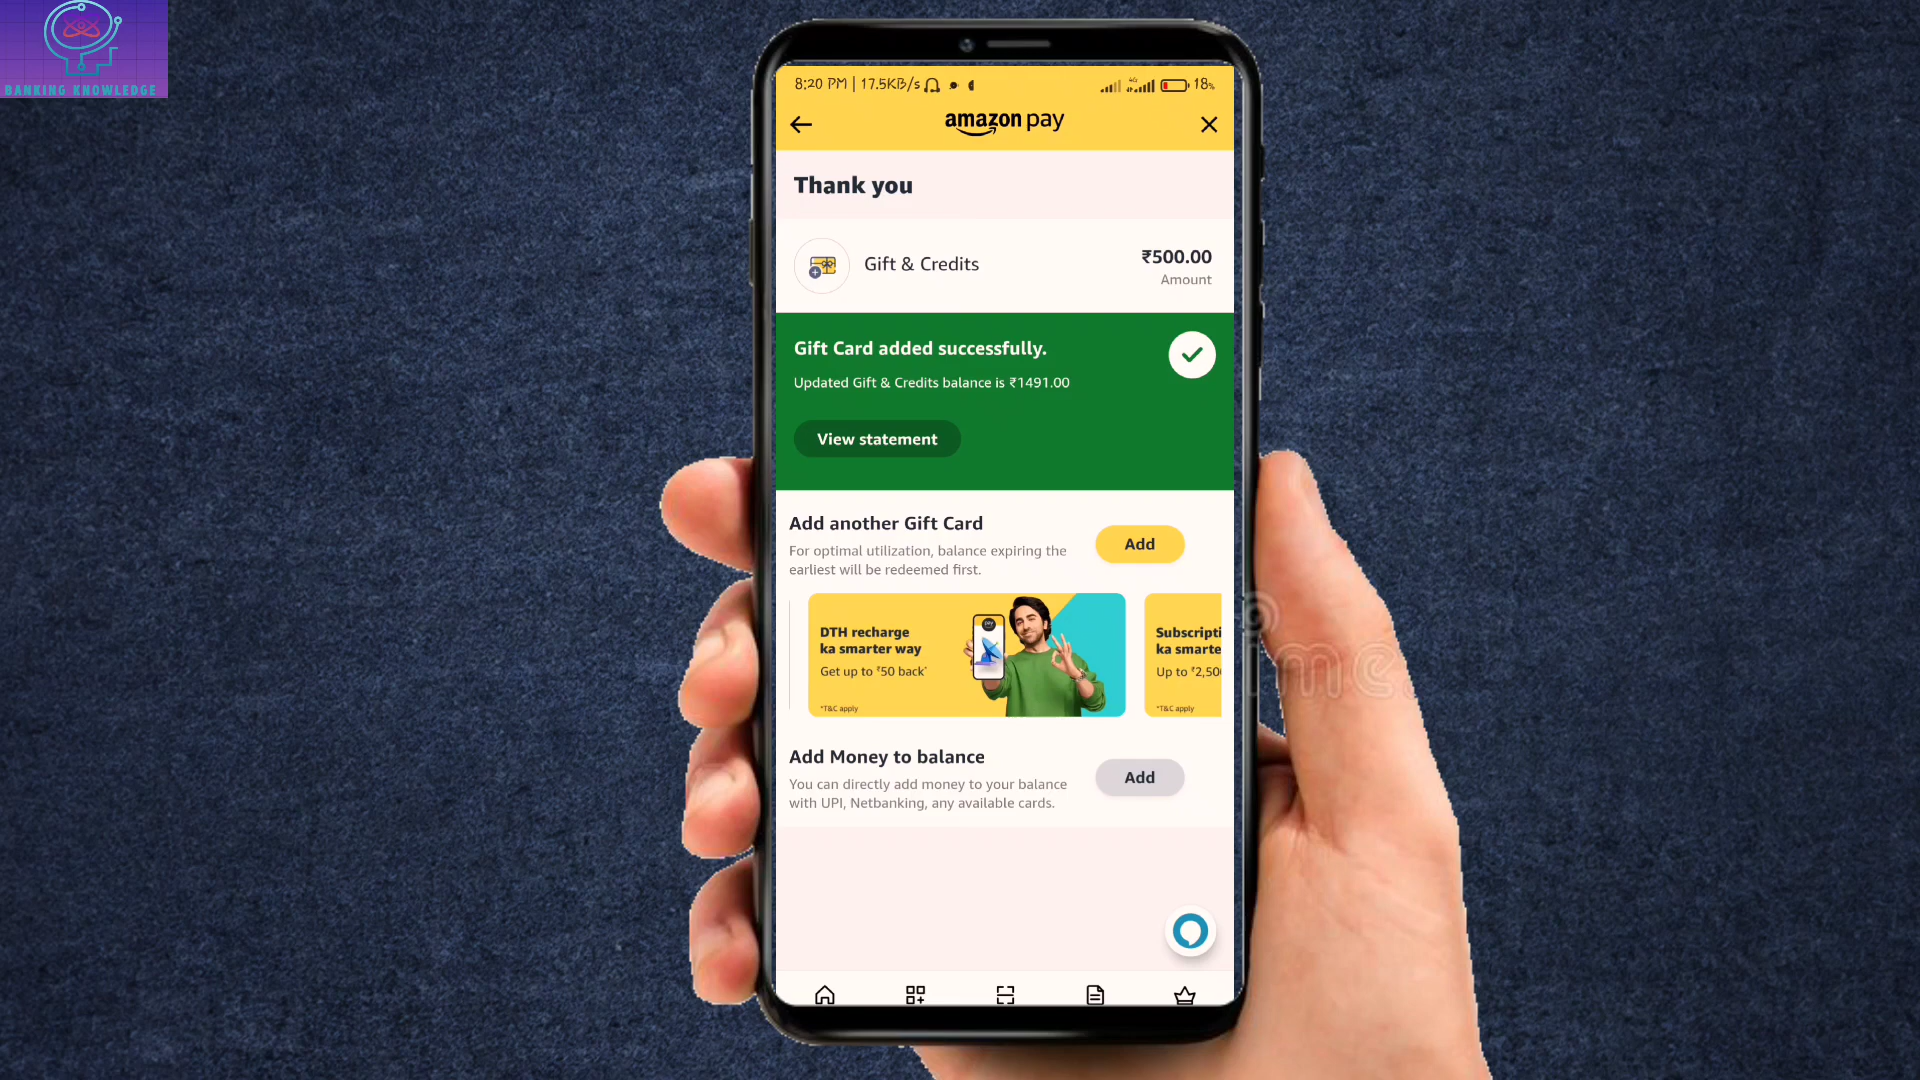 BANKING KNOWLEDGE
8:20 PM | 17.5KB/s
4G
18%
amazon pay
Thank you
Gift & Credits
₹500.00
Amount
Gift Card added successfully.
Updated Gift & Credits balance is ₹1491.00
View statement
Add another Gift Card
For optimal utilization, balance expiring the
earliest will be redeemed first.
Add
DTH recharge
ka smarter way
Get up to ₹50 back*
*T&C apply
pay
Subscripti
ka smarte
Up to ₹2,50
*T&C apply
Add Money to balance
You can directly add money to your balance
with UPI, Netbanking, any available cards.
Add